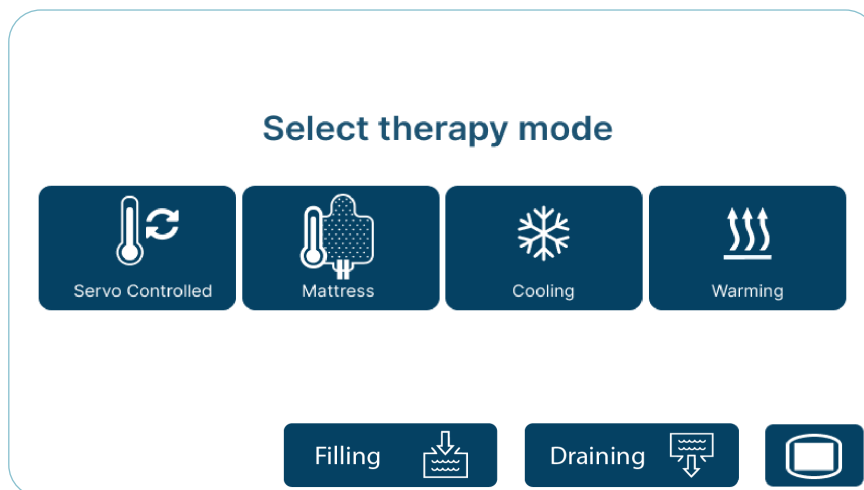 Select therapy mode
Servo Controlled
Mattress
Cooling
Warming
Filling
Draining